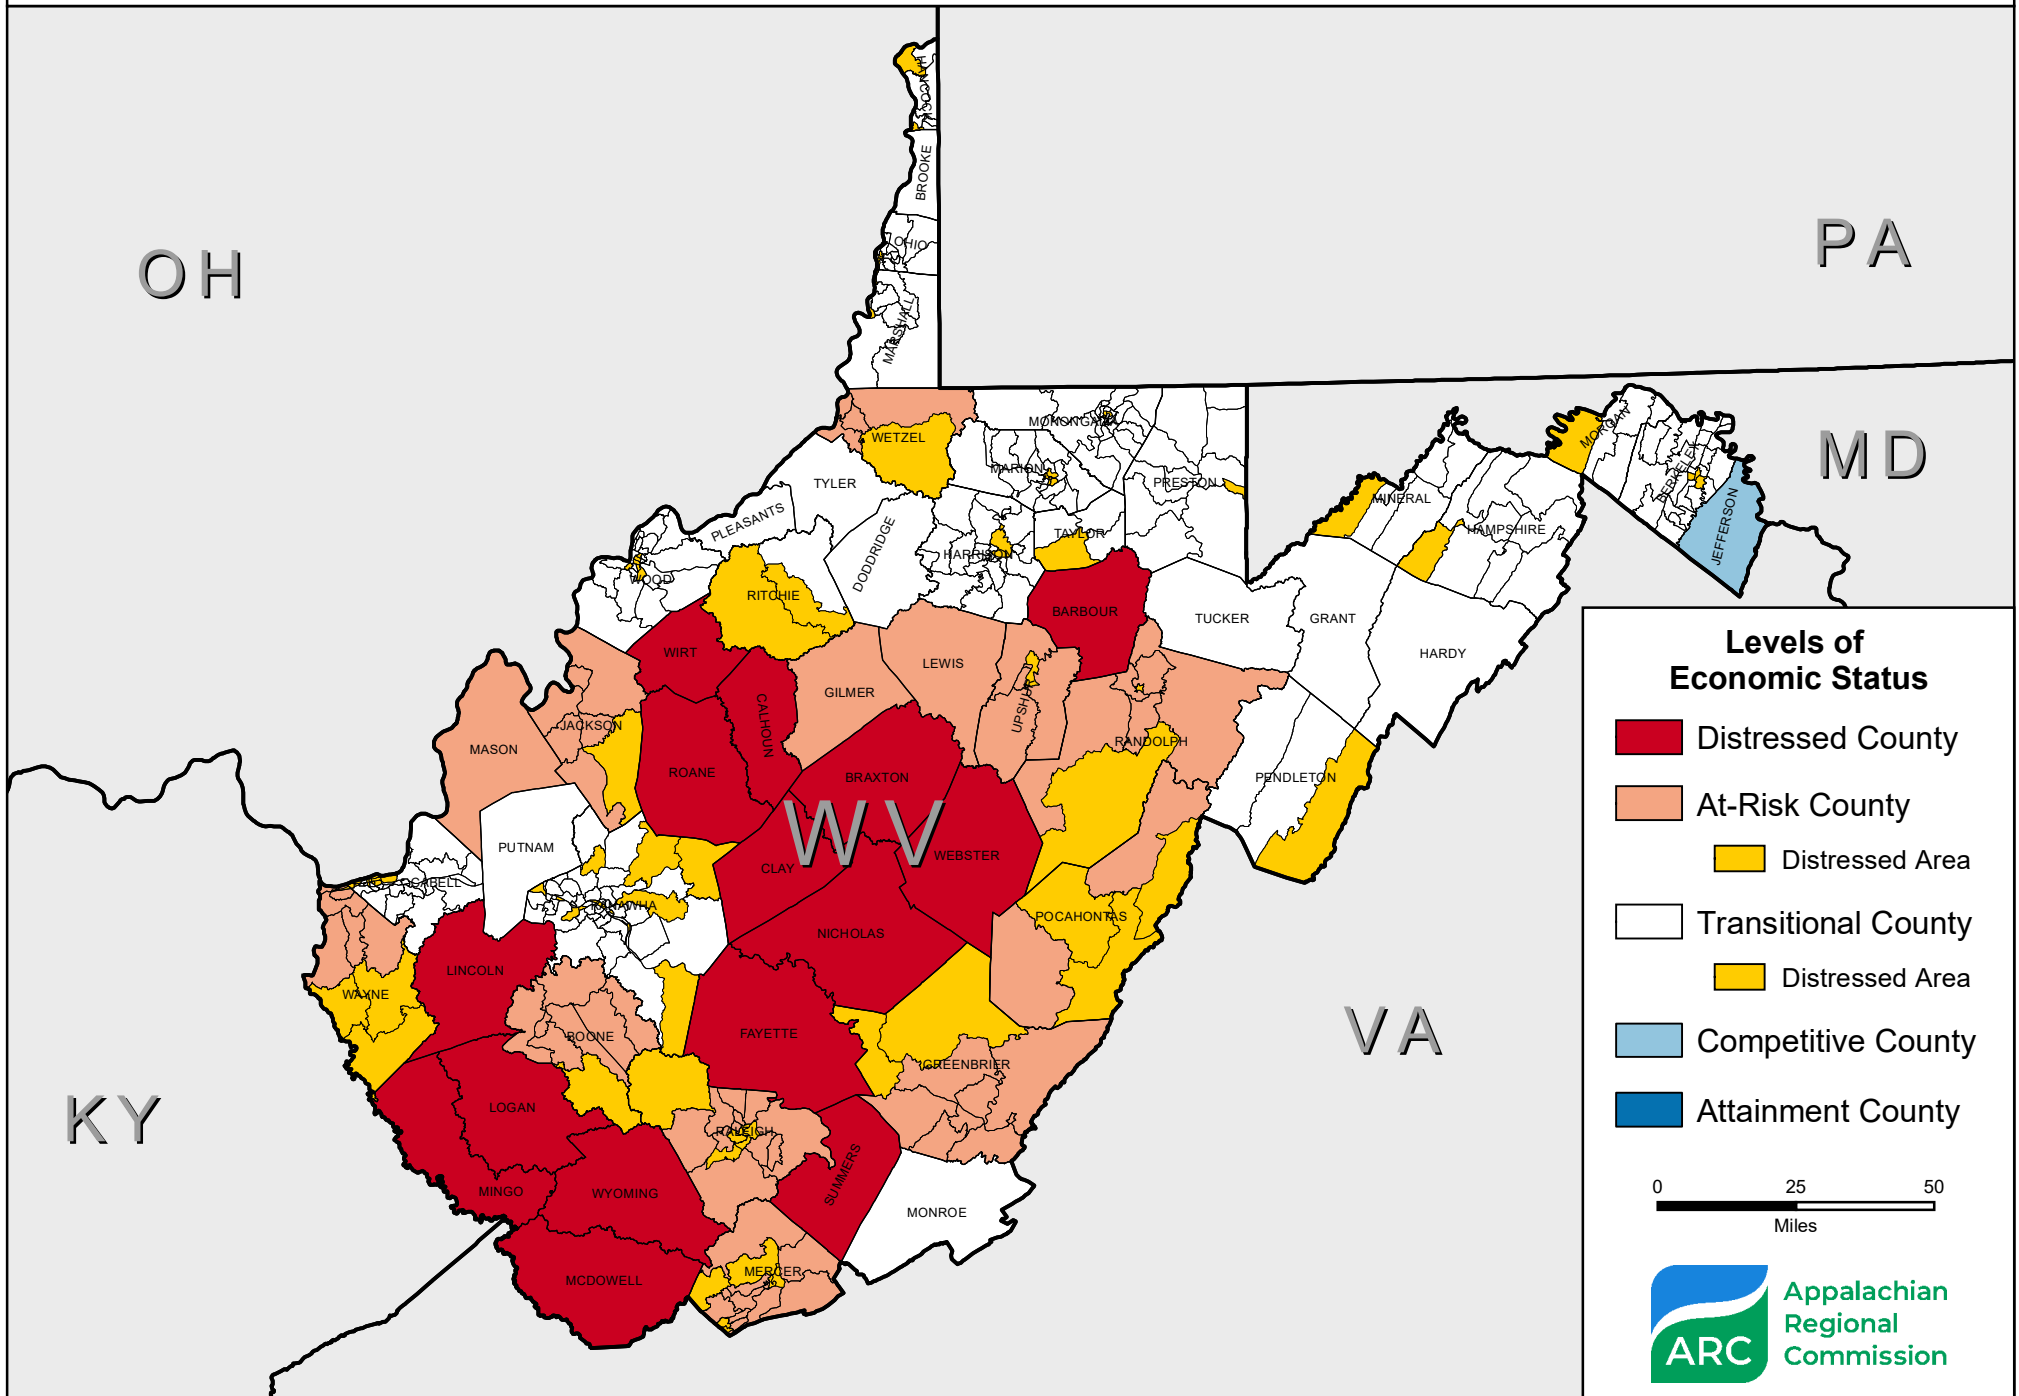 HANCOCK
BROOKE
OHIO
MARSHALL
OH
PA
MD
WETZEL
MONONGALIA
MARION
PRESTON
TYLER
PLEASANTS
DODDRIDGE
HARRISON
TAYLOR
WOOD
RITCHIE
BARBOUR
TUCKER
GRANT
MINERAL
HAMPSHIRE
MORGAN
BERKELEY
JEFFERSON
HARDY
WIRT
CALHOUN
GILMER
LEWIS
UPSHUR
RANDOLPH
PENDLETON
MASON
JACKSON
ROANE
BRAXTON
WV
WEBSTER
CLAY
PUTNAM
CABELL
KANAWHA
NICHOLAS
POCAHONTAS
LINCOLN
WAYNE
BOONE
FAYETTE
GREENBRIER
VA
KY
LOGAN
RALEIGH
SUMMERS
MINGO
WYOMING
MONROE
MCDOWELL
MERCER
Levels of
Economic Status
Distressed County
At-Risk County
Distressed Area
Transitional County
Distressed Area
Competitive County
Attainment County
0 25 50
Miles
ARC
Appalachian
Regional
Commission